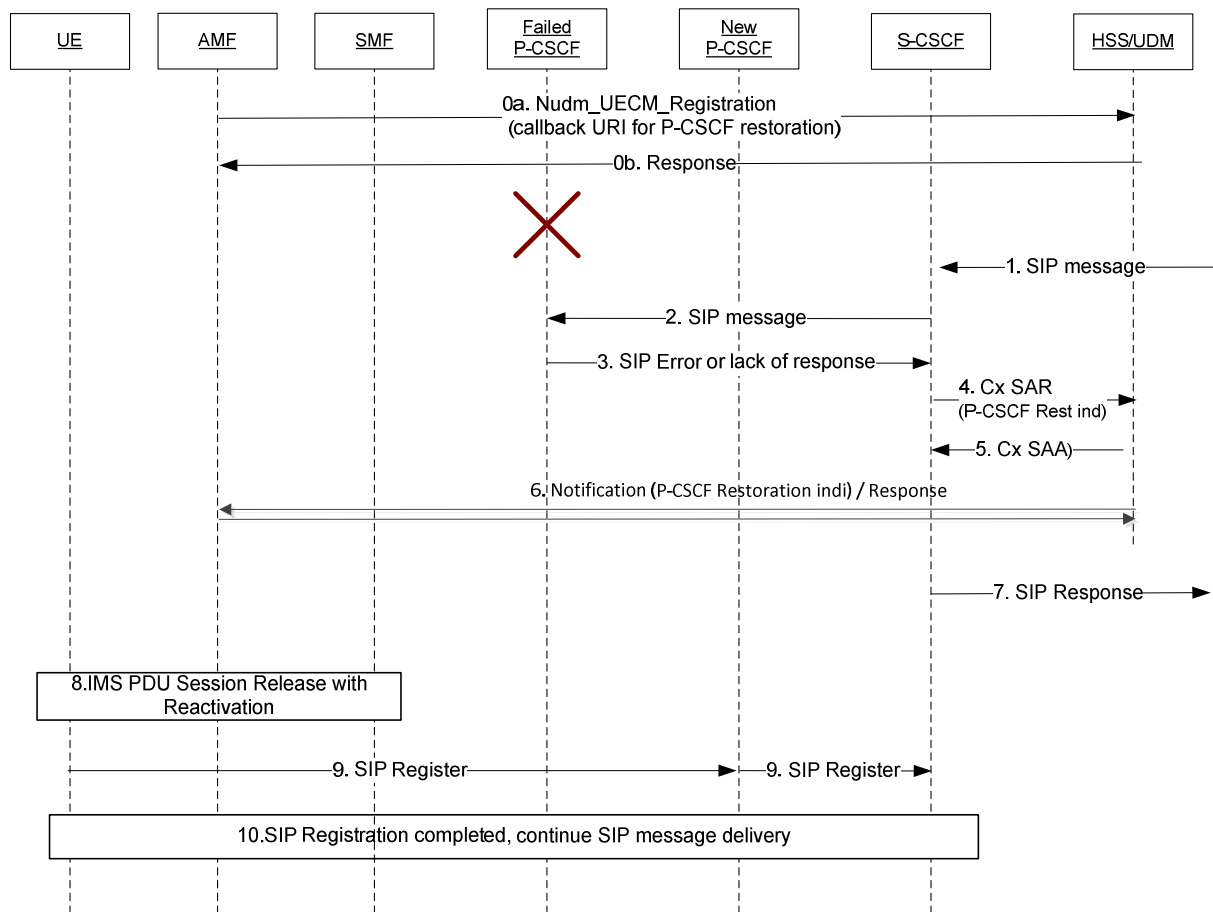 UE
AMF
SMF
Failed
P-CSCF
New
P-CSCF
S-CSCF
HSS/UDM
0a. Nudm_UECM_Registration
(callback URI for P-CSCF restoration)
0b. Response
1. SIP message
2. SIP message
3. SIP Error or lack of response
4. Cx SAR
(P-CSCF Rest ind)
5. Cx SAA)
6. Notification (P-CSCF Restoration indi) / Response
7. SIP Response
8.IMS PDU Session Release with
Reactivation
9. SIP Register
9. SIP Register
10.SIP Registration completed, continue SIP message delivery